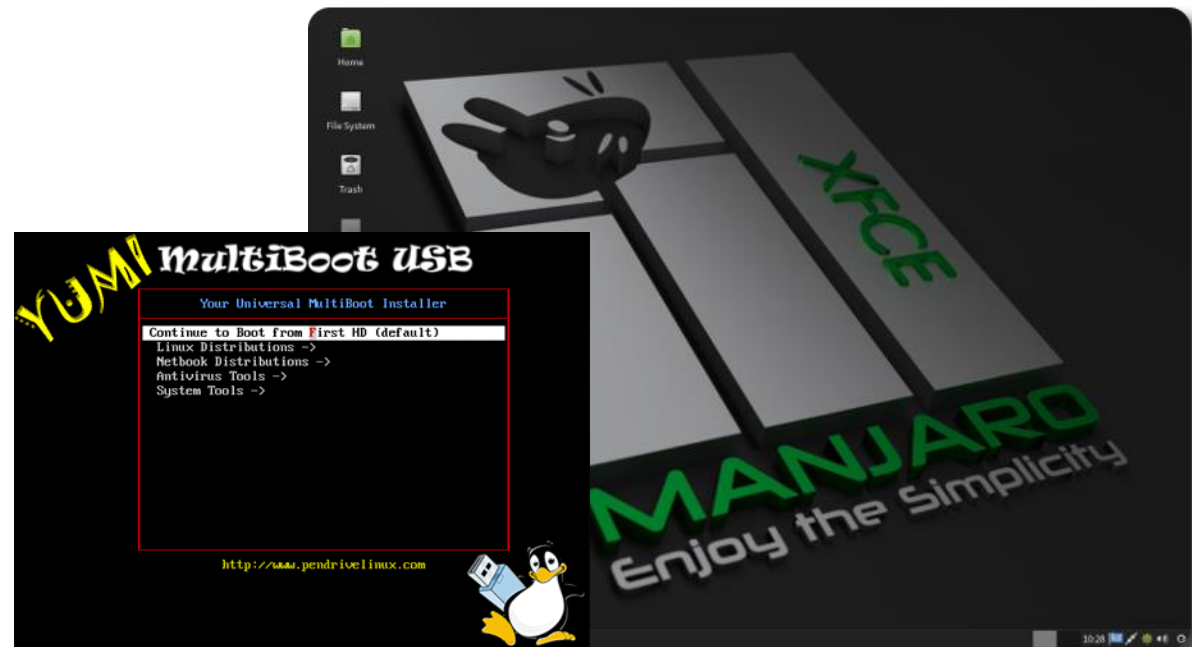 Home
File System
Trash
XFCE
MANJARO
Enjoy the Simplicity
10:28
YUMI MultiBoot USB
Your Universal MultiBoot Installer
Continue to Boot from First HD (default)
Linux Distributions ->
Netbook Distributions ->
Antivirus Tools ->
System Tools ->
http://www.pendrivelinux.com